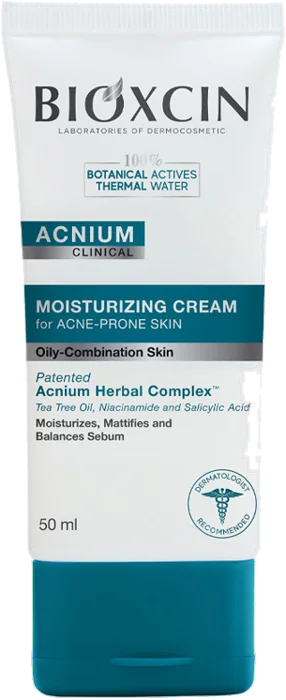 BIOXCIN
LABORATORIES OF DERMOCOSMETIC
100%
BOTANICAL ACTIVES
THERMAL WATER
ACNIUM
CLINICAL
MOISTURIZING CREAM
for ACNE-PRONE SKIN
Oily-Combination Skin
Patented
Acnium Herbal Complex™
Tea Tree Oil, Niacinamide and Salicylic Acid
Moisturizes, Mattifies and
Balances Sebum
DERMATOLOGIST
RECOMMENDED
50 ml